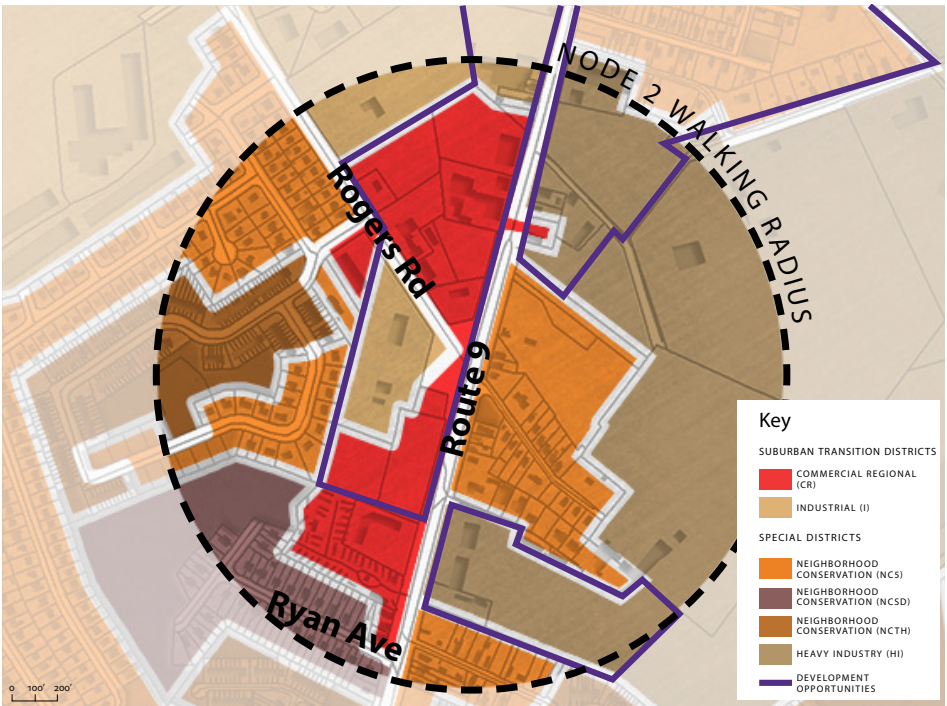 NODE 2 WALKING RADIUS
Rogers Rd
Route 9
Ryan Ave
Key
SUBURBAN TRANSITION DISTRICTS
COMMERCIAL REGIONAL
(CR)
INDUSTRIAL (I)
SPECIAL DISTRICTS
NEIGHBORHOOD
CONSERVATION (NCS)
NEIGHBORHOOD
CONSERVATION (NCSD)
NEIGHBORHOOD
CONSERVATION (NCTH)
HEAVY INDUSTRY (HI)
DEVELOPMENT
OPPORTUNITIES
0 100' 200'